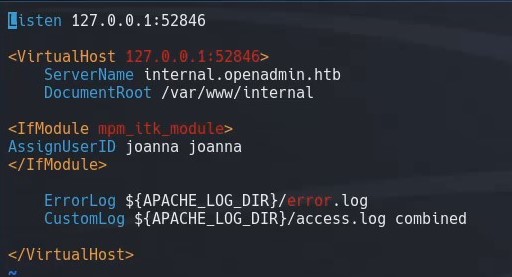 Listen 127.0.0.1:52846
<VirtualHost 127.0.0.1:52846>
ServerName internal.openadmin.htb
DocumentRoot /var/www/internal
<IfModule mpm_itk_module>
AssignUserID joanna joanna
</IfModule>
ErrorLog ${APACHE_LOG_DIR}/error.log
CustomLog ${APACHE_LOG_DIR}/access.log combined
</VirtualHost>
~